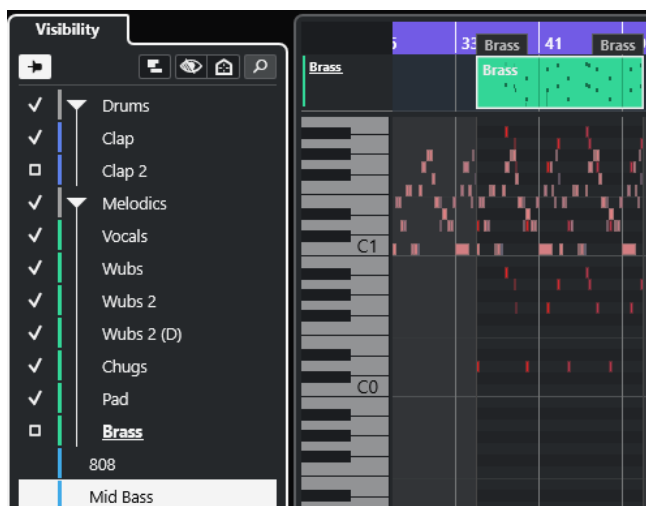 Visibility
Drums
Clap
Clap 2
Melodics
Vocals
Wubs
Wubs 2
Wubs 2 (D)
Chugs
Pad
Brass
808
Mid Bass
33
41
Brass
Brass
Brass
Brass
C1
C0